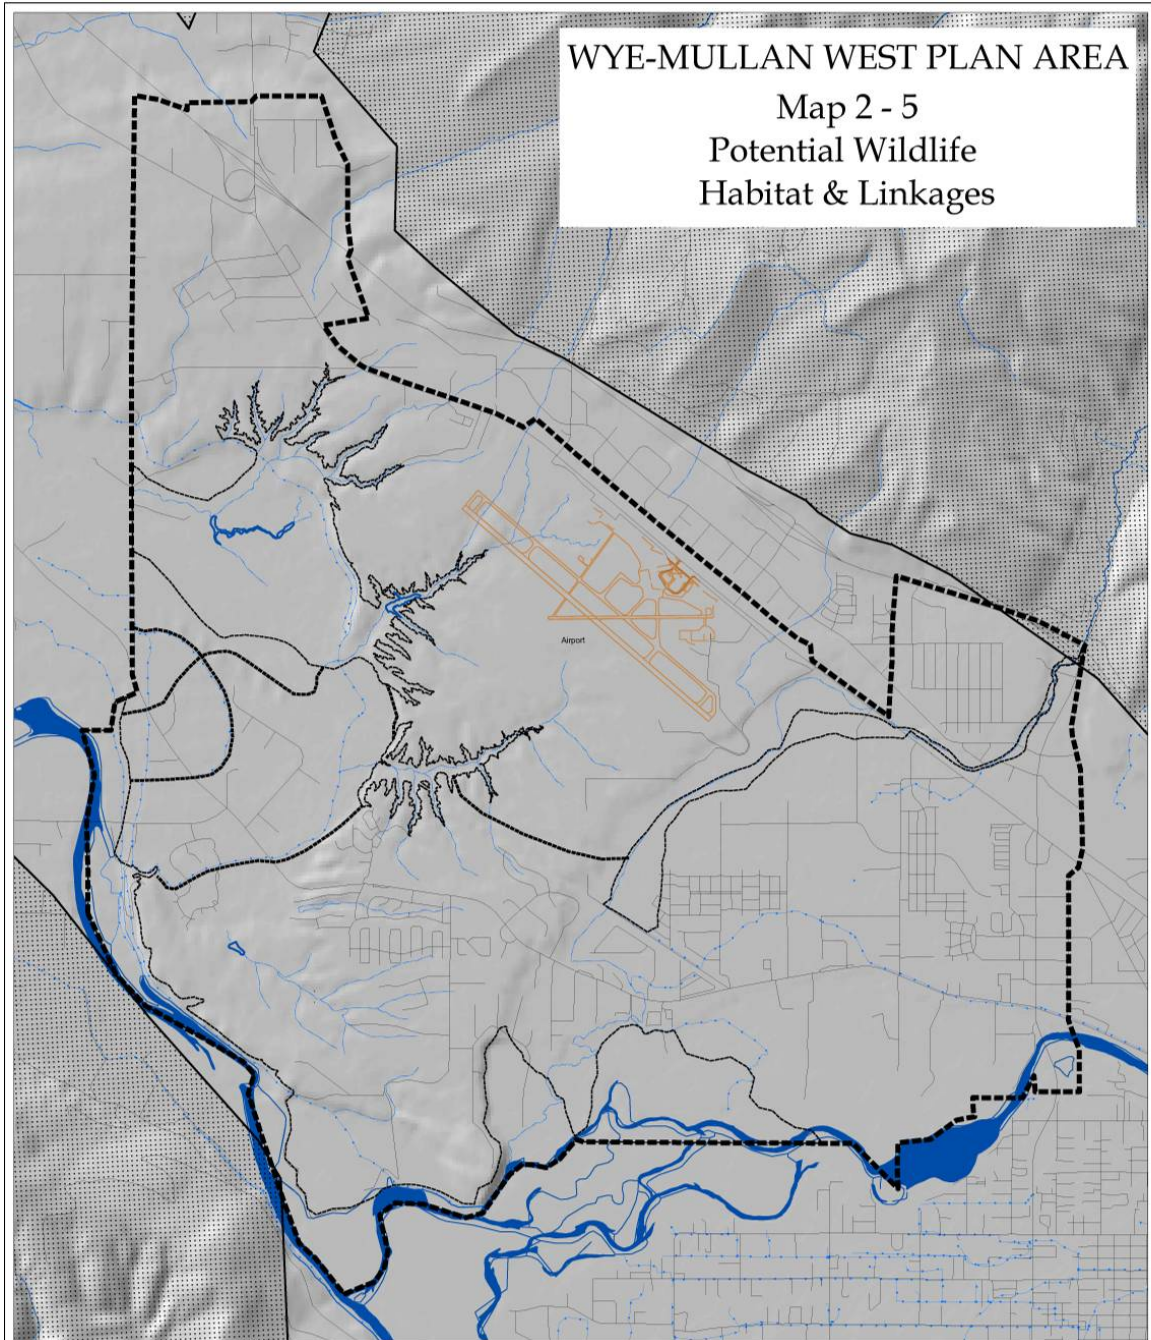 WYE-MULLAN WEST PLAN AREA
Map 2 - 5
Potential Wildlife
Habitat & Linkages
Airport